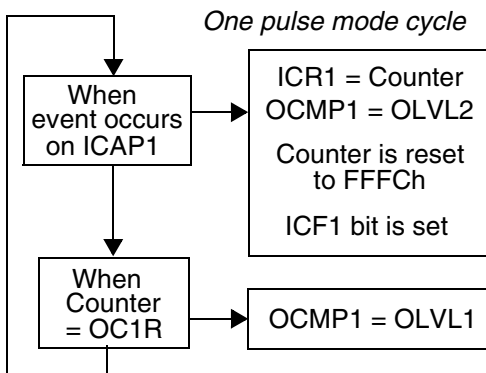 One pulse mode cycle
When
event occurs
on ICAP1
ICR1 = Counter
OCMP1 = OLVL2
Counter is reset
to FFFCh
ICF1 bit is set
When
Counter
= OC1R
OCMP1 = OLVL1